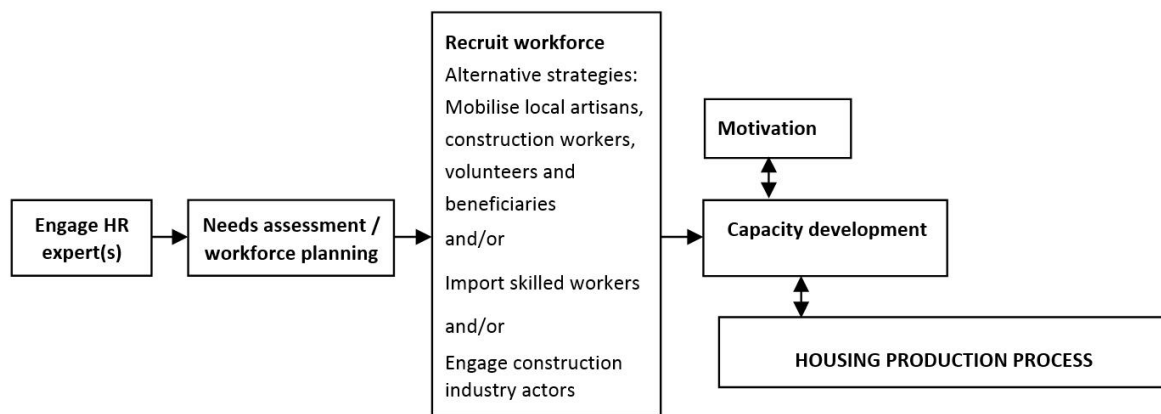 Engage HR
expert(s)
Needs assessment /
workforce planning
Recruit workforce
Alternative strategies:
Mobilise local artisans,
construction workers,
volunteers and
beneficiaries
and/or
Import skilled workers
and/or
Engage construction
industry actors
Motivation
Capacity development
HOUSING PRODUCTION PROCESS